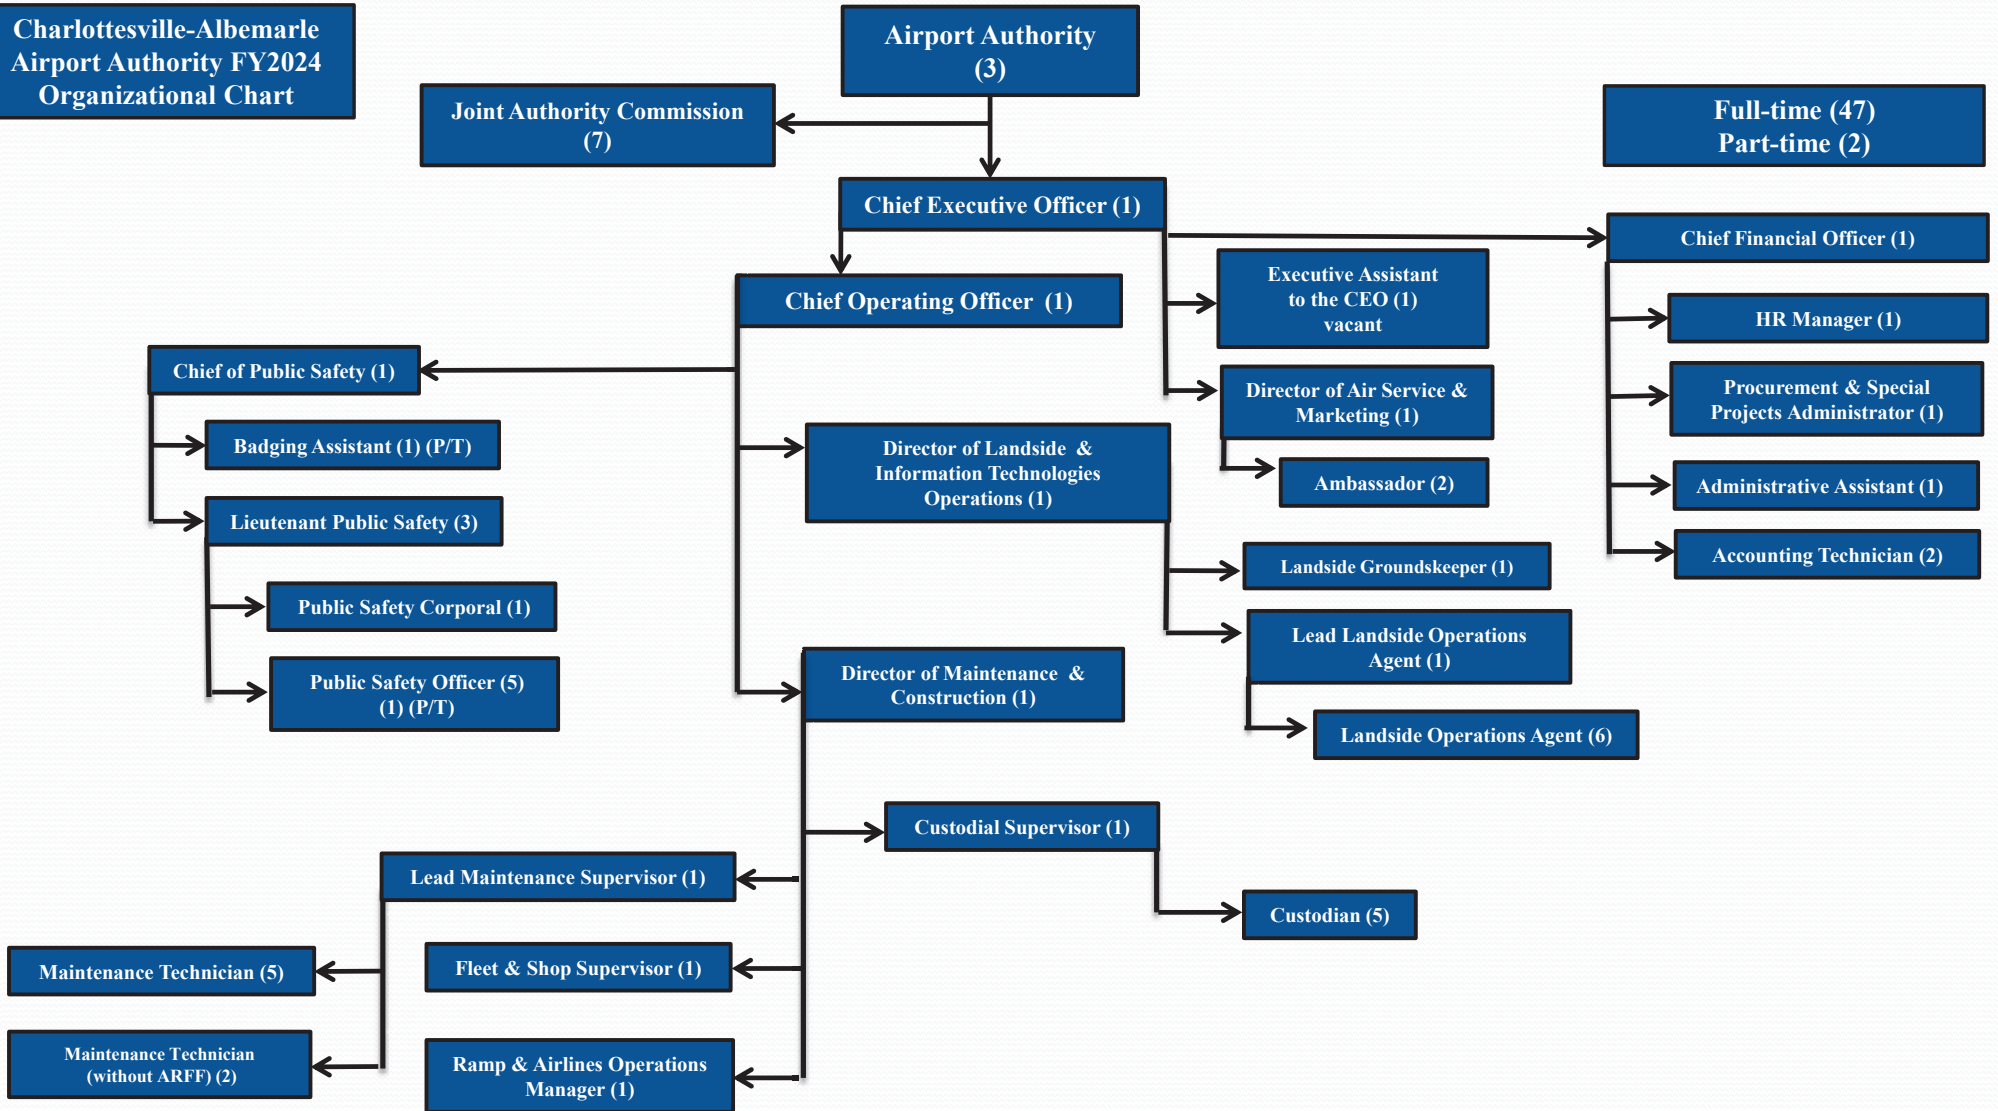 Charlottesville-Albemarle
Airport Authority FY2024
Organizational Chart
Airport Authority
(3)
Joint Authority Commission
(7)
Full-time (47)
Part-time (2)
Chief Executive Officer (1)
Chief Financial Officer (1)
Executive Assistant
to the CEO (1)
vacant
Chief Operating Officer  (1)
HR Manager (1)
Chief of Public Safety (1)
Director of Air Service &
Marketing (1)
Procurement & Special
Projects Administrator (1)
Badging Assistant (1) (P/T)
Director of Landside  &
Information Technologies
Operations (1)
Ambassador (2)
Administrative Assistant (1)
Lieutenant Public Safety (3)
Accounting Technician (2)
Landside Groundskeeper (1)
Public Safety Corporal (1)
Lead Landside Operations
Agent (1)
Public Safety Officer (5)
(1) (P/T)
Director of Maintenance  &
Construction (1)
Landside Operations Agent (6)
Custodial Supervisor (1)
Lead Maintenance Supervisor (1)
Custodian (5)
Maintenance Technician (5)
Fleet & Shop Supervisor (1)
Maintenance Technician
(without ARFF) (2)
Ramp & Airlines Operations
Manager (1)